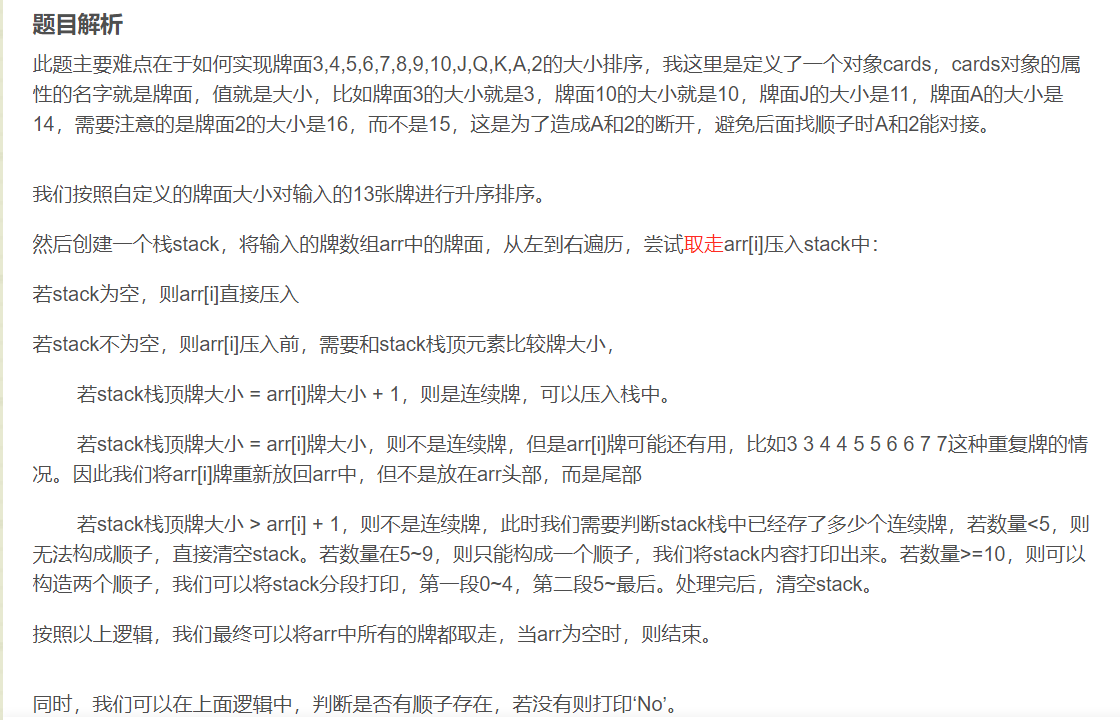 题目解析
此题主要难点在于如何实现牌面3,4,5,6,7,8,9,10,J,Q,K,A,2的大小排序，我这里是定义了一个对象cards，cards对象的属
性的名字就是牌面，值就是大小，比如牌面3的大小就是3，牌面10的大小就是10，牌面J的大小是11，牌面A的大小是
14，需要注意的是牌面2的大小是16，而不是15，这是为了造成A和2的断开，避免后面找顺子时A和2能对接。
我们按照自定义的牌面大小对输入的13张牌进行升序排序。
然后创建一个栈stack，将输入的牌数组arr中的牌面，从左到右遍历，尝试取走arr[i]压入stack中：
若stack为空，则arr[i]直接压入
若stack不为空，则arr[i]压入前，需要和stack栈顶元素比较牌大小，
若stack栈顶牌大小 = arr[i]牌大小 + 1，则是连续牌，可以压入栈中。
若stack栈顶牌大小 = arr[i]牌大小，则不是连续牌，但是arr[i]牌可能还有用，比如3 3 4 4 5 5 6 6 7 7这种重复牌的情
况。因此我们将arr[i]牌重新放回arr中，但不是放在arr头部，而是尾部
若stack栈顶牌大小 > arr[i] + 1，则不是连续牌，此时我们需要判断stack栈中已经存了多少个连续牌，若数量<5，则
无法构成顺子，直接清空stack。若数量在5~9，则只能构成一个顺子，我们将stack内容打印出来。若数量>=10，则可以
构造两个顺子，我们可以将stack分段打印，第一段0~4，第二段5~最后。处理完后，清空stack。
按照以上逻辑，我们最终可以将arr中所有的牌都取走，当arr为空时，则结束。
同时，我们可以在上面逻辑中，判断是否有顺子存在，若没有则打印‘No’。